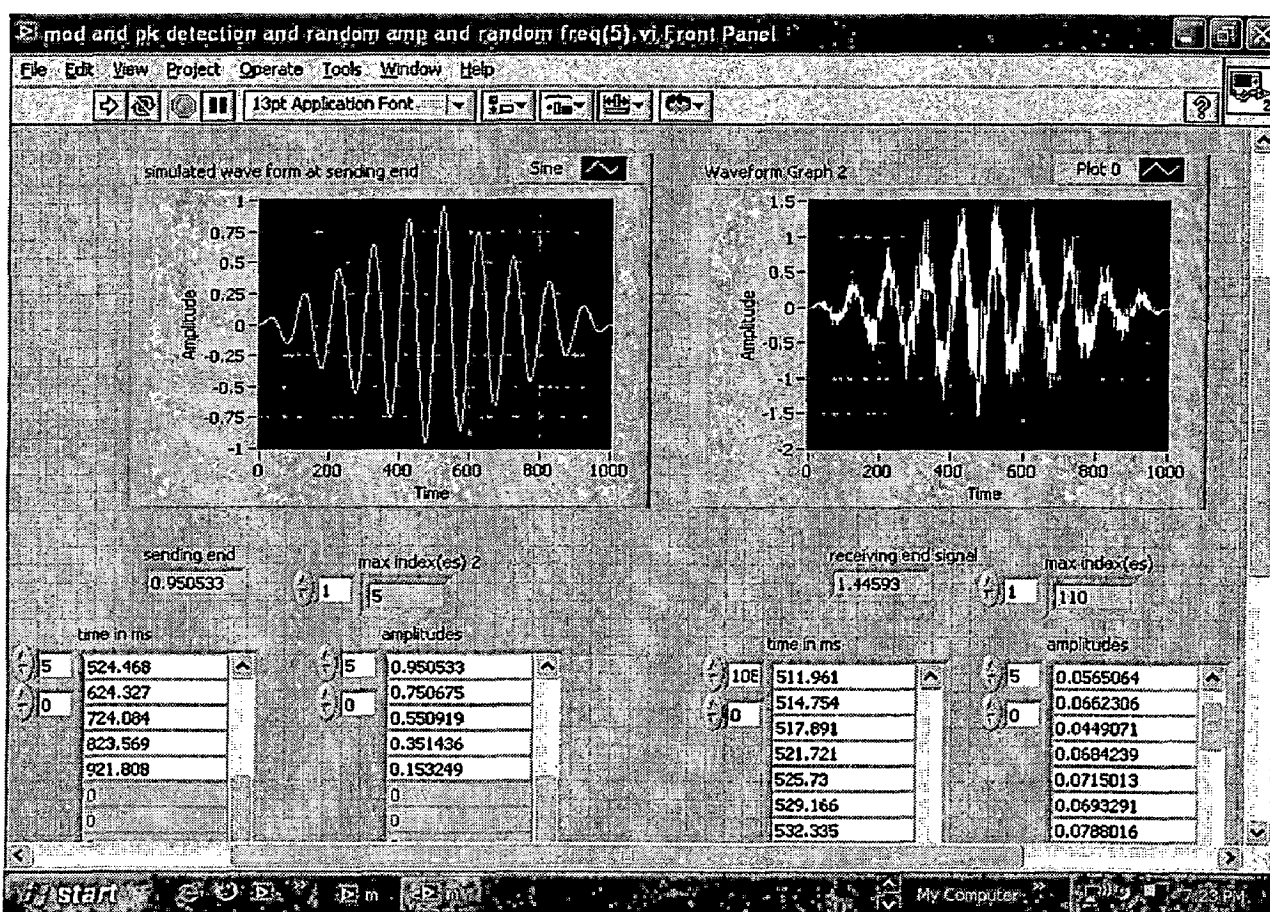 mod and pk detection and random amp and random freq(5).vi Front Panel
File Edit View Project Operate Tools Window Help
13pt Application Font
?
2
simulated wave form at sending end
Sine
1
0.75
0.5
0.25
0
-0.25
-0.5
-0.75
-1
Amplitude
0 200 400 600 800 1000
Time
Waveform Graph 2
Plot 0
1.5
1
0.5
0
-0.5
-1
-1.5
-2
Amplitude
0 200 400 600 800 1000
Time
sending end
0.950533
max index(es) 2
1
5
receiving end signal
1.44593
max index(es)
1
110
time in ms
5
0
524.468
624.327
724.084
823.569
921.808
0
0
amplitudes
5
0
0.950533
0.750675
0.550919
0.351436
0.153249
0
0
time in ms
0
511.961
514.754
517.891
521.721
525.73
529.166
532.335
amplitudes
5
0
0.0565064
0.0662306
0.0449071
0.0684239
0.0715013
0.0693291
0.0788016
start
m
My Computer